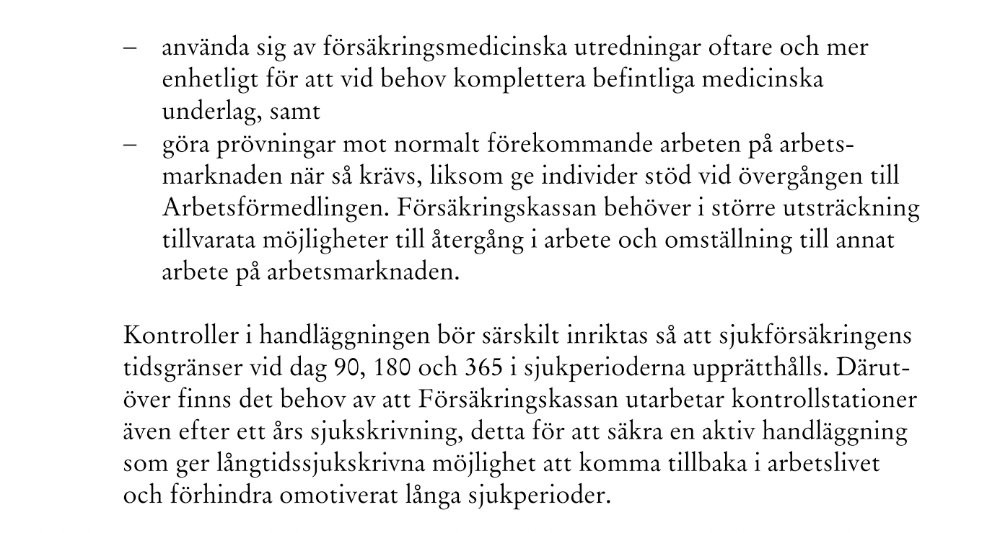 – använda sig av försäkringsmedicinska utredningar oftare och mer
enhetligt för att vid behov komplettera befintliga medicinska
underlag, samt
– göra prövningar mot normalt förekommande arbeten på arbets-
marknaden när så krävs, liksom ge individer stöd vid övergången till
Arbetsförmedlingen. Försäkringskassan behöver i större utsträckning
tillvarata möjligheter till återgång i arbete och omställning till annat
arbete på arbetsmarknaden.
Kontroller i handläggningen bör särskilt inriktas så att sjukförsäkringens
tidsgränser vid dag 90, 180 och 365 i sjukperioderna upprätthålls. Därut-
över finns det behov av att Försäkringskassan utarbetar kontrollstationer
även efter ett års sjukskrivning, detta för att säkra en aktiv handläggning
som ger långtidssjukskrivna möjlighet att komma tillbaka i arbetslivet
och förhindra omotiverat långa sjukperioder.